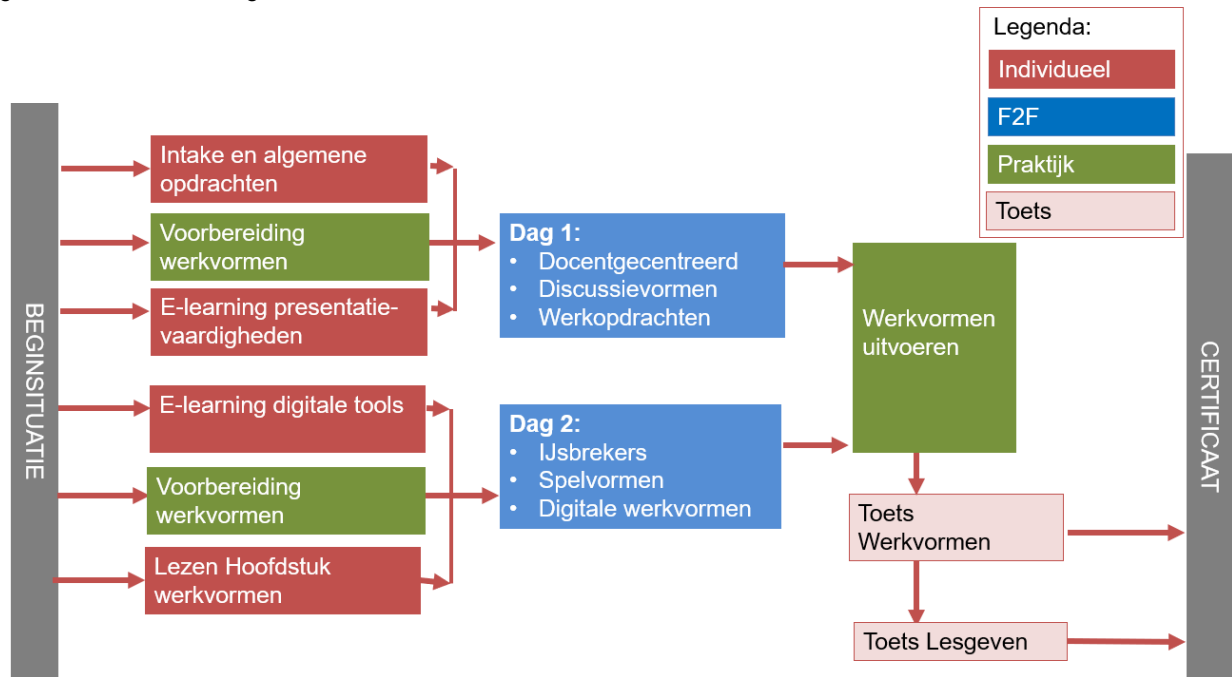 Legenda:
Individueel
F2F
Praktijk
Toets
BEGINSITUATIE
Intake en algemene
opdrachten
Voorbereiding
werkvormen
E-learning presentatie-
vaardigheden
E-learning digitale tools
Voorbereiding
werkvormen
Lezen Hoofdstuk
werkvormen
Dag 1:
• Docentgecentreerd
• Discussievormen
• Werkopdrachten
Dag 2:
• IJsbrekers
• Spelvormen
• Digitale werkvormen
Werkvormen
uitvoeren
Toets
Werkvormen
Toets Lesgeven
CERTIFICAAT